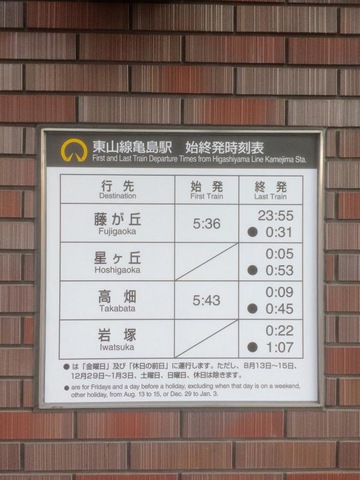 東山線亀島駅 始終発時刻表
First and Last Train Departure Times from Higashiyama Line Kamejima Sta.
行先 始発 終発
Destination First Train Last Train
藤が丘 5:36 23:55
Fujigaoka ● 0:31
星ヶ丘 0:05
Hoshigaoka ● 0:53
高畑 5:43 0:09
Takabata ● 0:45
岩塚 0:22
Iwatsuka ● 1:07
●は「金曜日」及び「休日の前日」に運行します。ただし、8月13日~15日、
12月29日~1月3日、土曜日、日曜日、休日は除きます。
● are for Fridays and a day before a holiday, excluding when that day is on a weekend,
other holiday, from Aug. 13 to 15, or Dec. 29 to Jan. 3.